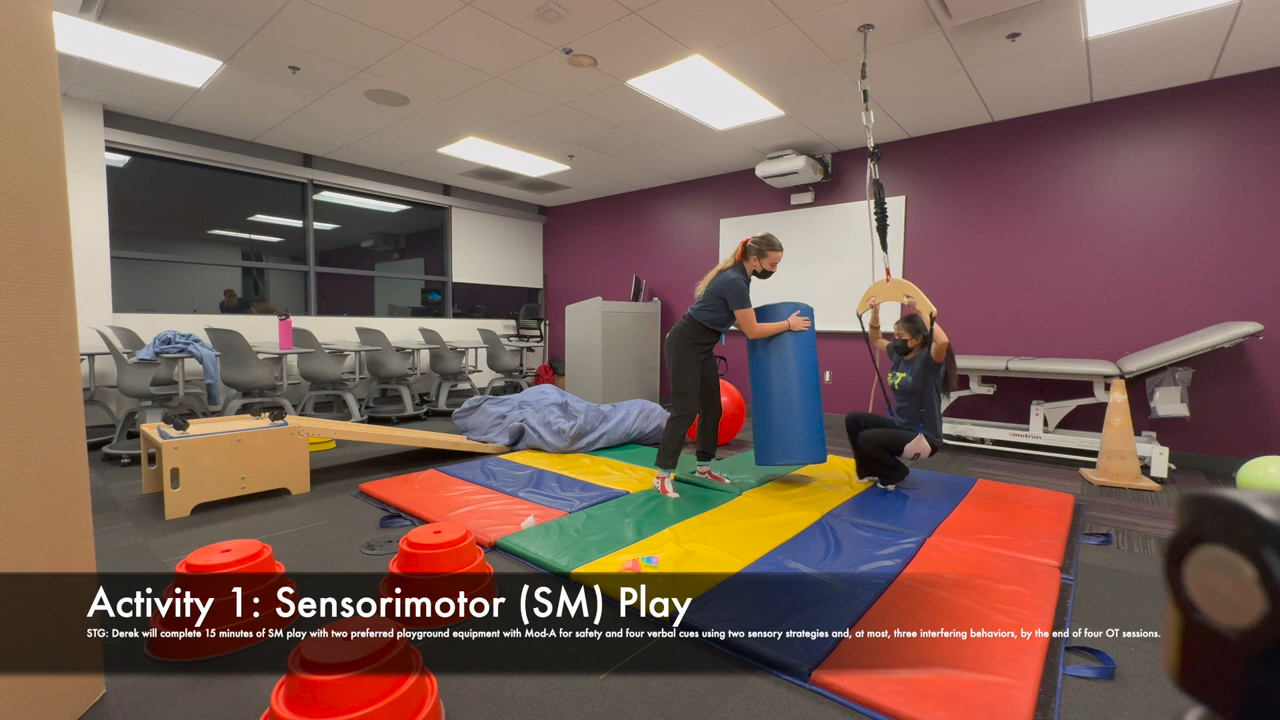 metron
Activity 1: Sensorimotor (SM) Play
STG: Derek will complete 15 minutes of SM play with two preferred playground equipment with Mod-A for safety and four verbal cues using two sensory strategies and, at most, three interfering behaviors, by the end of four OT sessions.